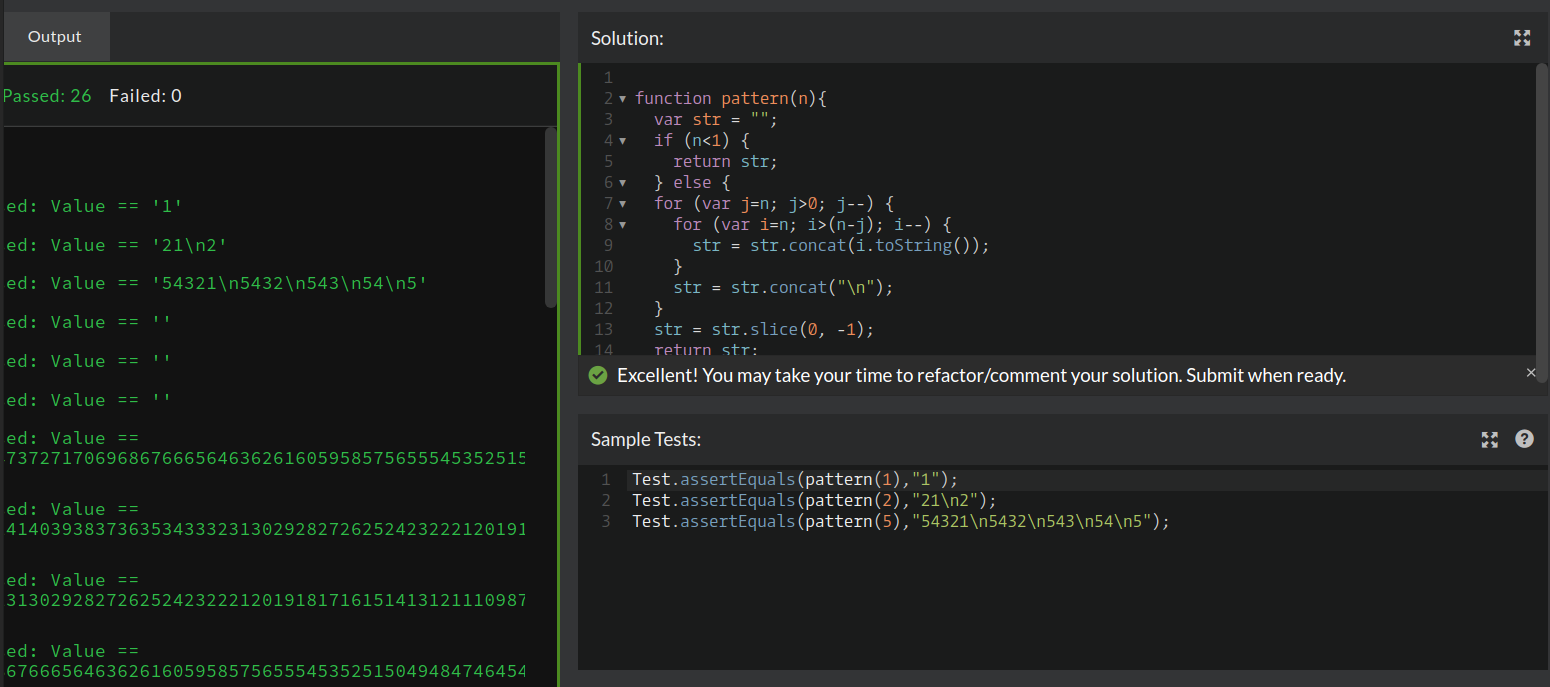 Output
Passed: 26 Failed: 0
ed: Value == '1'
ed: Value == '21\n2'
ed: Value == '54321\n5432\n543\n54\n5'
ed: Value == ''
ed: Value == ''
ed: Value == ''
ed: Value ==
73727170696867666564636261605958575655545352515
ed: Value ==
4140393837363534333231302928272625242322212019 1
ed: Value ==
3130292827262524232221201918171615141312111098 7
ed: Value ==
676665646362616059585756555453525150494847464 54
Solution:
1
2 function pattern(n){
3 var str = "";
4 if (n<1) {
5 return str;
6 } else {
7 for (var j=n; j>0; j--) {
8 for (var i=n; i>(n-j); i--) {
9 str = str.concat(i.toString());
10 }
11 str = str.concat("\n");
12 }
13 str = str.slice(0, -1);
14 return str;
Excellent! You may take your time to refactor/comment your solution. Submit when ready.
Sample Tests:
1 Test.assertEquals(pattern(1),"1");
2 Test.assertEquals(pattern(2),"21\n2");
3 Test.assertEquals(pattern(5),"54321\n5432\n543\n54\n5");